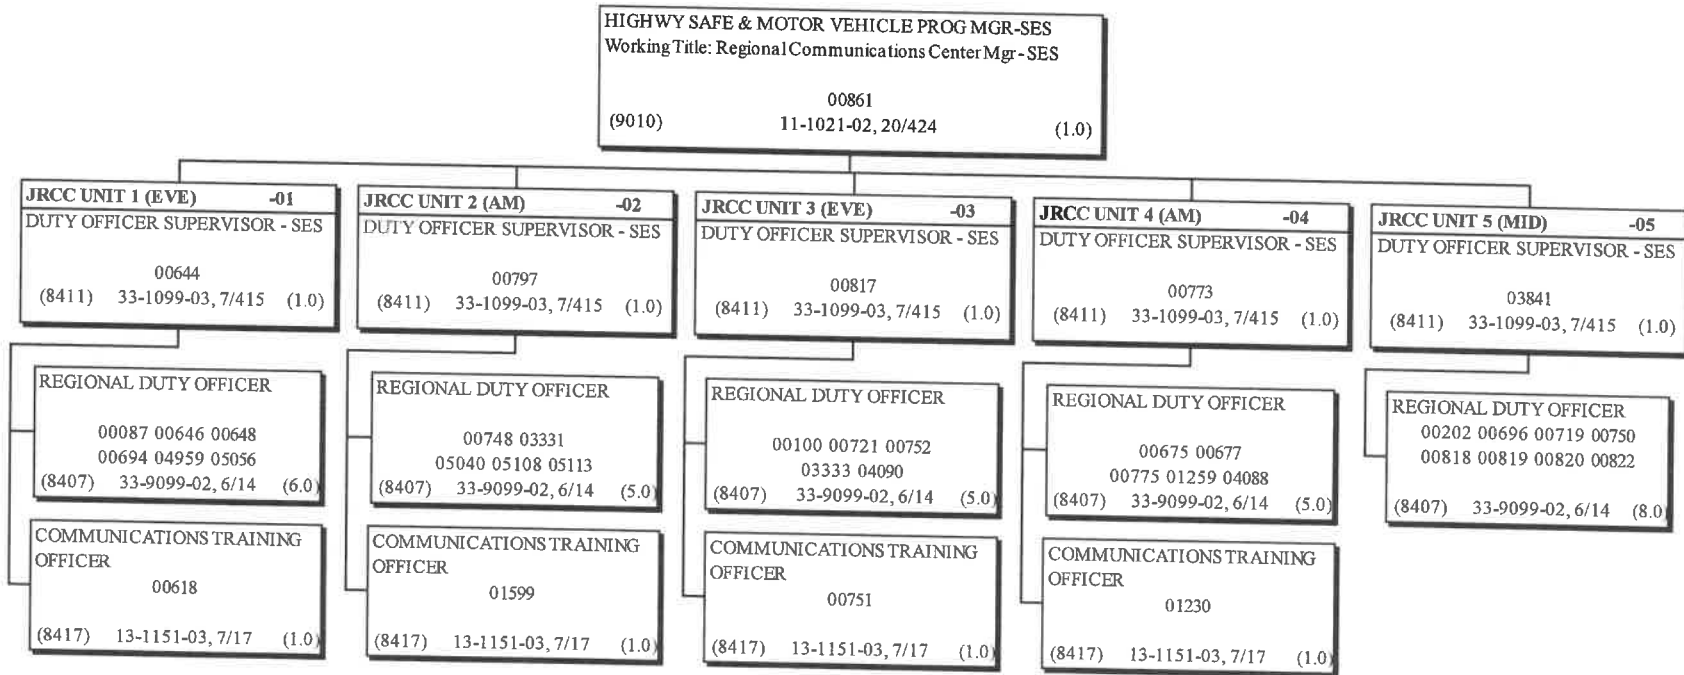 HIGHWY SAFE & MOTOR VEHICLE PROG MGR-SES
Working Title: Regional Communications Center Mgr - SES
00861
(9010) 11-1021-02, 20/424 (1.0)
JRCC UNIT 1 (EVE) -01
DUTY OFFICER SUPERVISOR - SES
00644
(8411) 33-1099-03, 7/415 (1.0)
REGIONAL DUTY OFFICER
00087 00646 00648
00694 04959 05056
(8407) 33-9099-02, 6/14 (6.0)
COMMUNICATIONS TRAINING
OFFICER
00618
(8417) 13-1151-03, 7/17 (1.0)
JRCC UNIT 2 (AM) -02
DUTY OFFICER SUPERVISOR - SES
00797
(8411) 33-1099-03, 7/415 (1.0)
REGIONAL DUTY OFFICER
00748 03331
05040 05108 05113
(8407) 33-9099-02, 6/14 (5.0)
COMMUNICATIONS TRAINING
OFFICER
01599
(8417) 13-1151-03, 7/17 (1.0)
JRCC UNIT 3 (EVE) -03
DUTY OFFICER SUPERVISOR - SES
00817
(8411) 33-1099-03, 7/415 (1.0)
REGIONAL DUTY OFFICER
00100 00721 00752
03333 04090
(8407) 33-9099-02, 6/14 (5.0)
COMMUNICATIONS TRAINING
OFFICER
00751
(8417) 13-1151-03, 7/17 (1.0)
JRCC UNIT 4 (AM) -04
DUTY OFFICER SUPERVISOR - SES
00773
(8411) 33-1099-03, 7/415 (1.0)
REGIONAL DUTY OFFICER
00675 00677
00775 01259 04088
(8407) 33-9099-02, 6/14 (5.0)
COMMUNICATIONS TRAINING
OFFICER
01230
(8417) 13-1151-03, 7/17 (1.0)
JRCC UNIT 5 (MID) -05
DUTY OFFICER SUPERVISOR - SES
03841
(8411) 33-1099-03, 7/415 (1.0)
REGIONAL DUTY OFFICER
00202 00696 00719 00750
00818 00819 00820 00822
(8407) 33-9099-02, 6/14 (8.0)